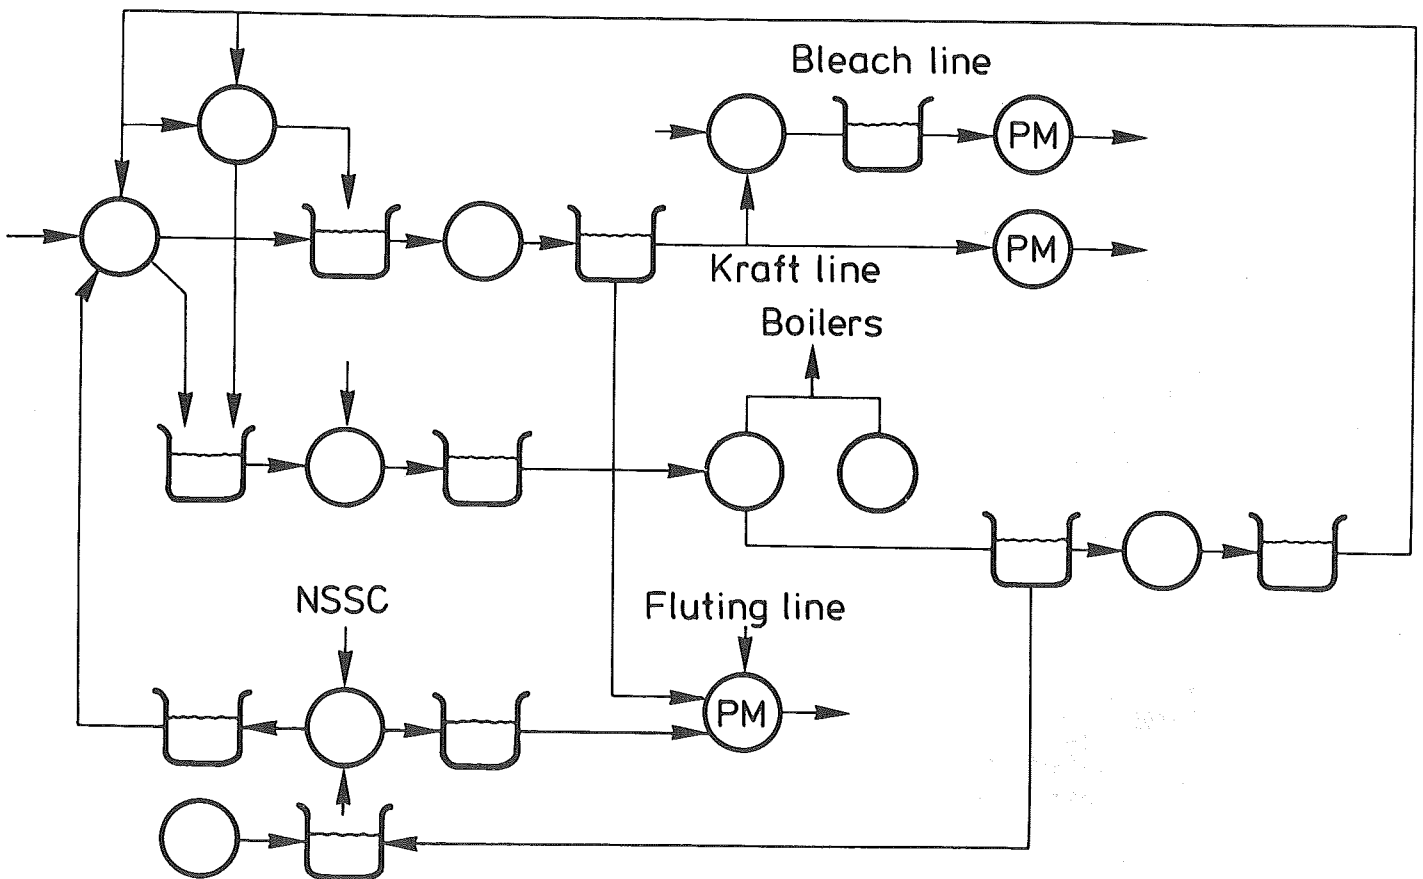 Bleach line
PM
PM
Kraft line
Boilers
NSSC
Fluting line
PM